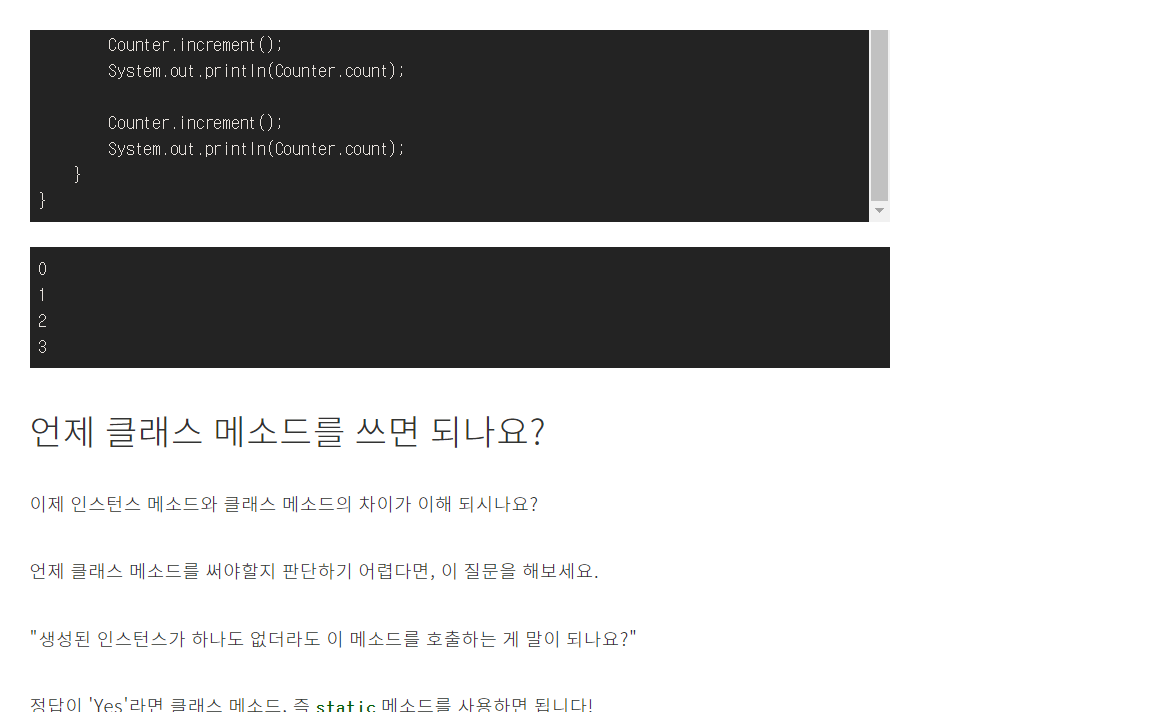 Counter.increment();
System.out.println(Counter.count);
Counter.increment();
System.out.println(Counter.count);
}
}
0
1
2
3
언제 클래스 메소드를 쓰면 되나요?
이제 인스턴스 메소드와 클래스 메소드의 차이가 이해 되시나요?
언제 클래스 메소드를 써야할지 판단하기 어렵다면, 이 질문을 해보세요.
"생성된 인스턴스가 하나도 없더라도 이 메소드를 호출하는 게 말이 되나요?"
정답이 'Yes'라면 클래스 메소드, 즉 static 메소드를 사용하면 됩니다!